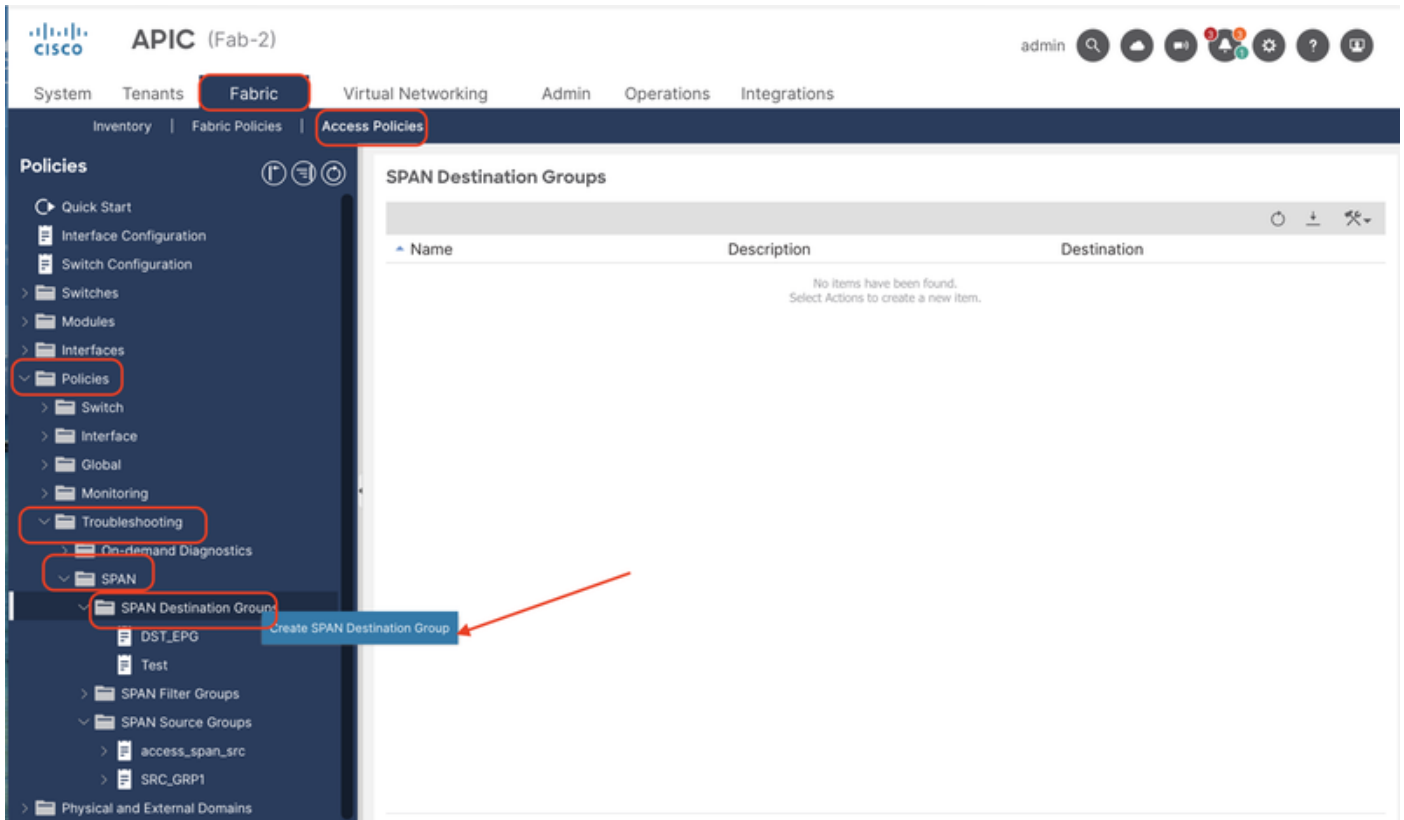 CISCO APIC (Fab-2)
admin 3 2 1 ?
System Tenants Fabric Virtual Networking Admin Operations Integrations
Inventory | Fabric Policies | Access Policies
Policies
Quick Start
Interface Configuration
Switch Configuration
Switches
Modules
Interfaces
Policies
Switch
Interface
Global
Monitoring
Troubleshooting
On-demand Diagnostics
SPAN
SPAN Destination Groups
Create SPAN Destination Group
DST_EPG
Test
SPAN Filter Groups
SPAN Source Groups
access_span_src
SRC_GRP1
Physical and External Domains
SPAN Destination Groups
Name Description Destination
No items have been found.
Select Actions to create a new item.